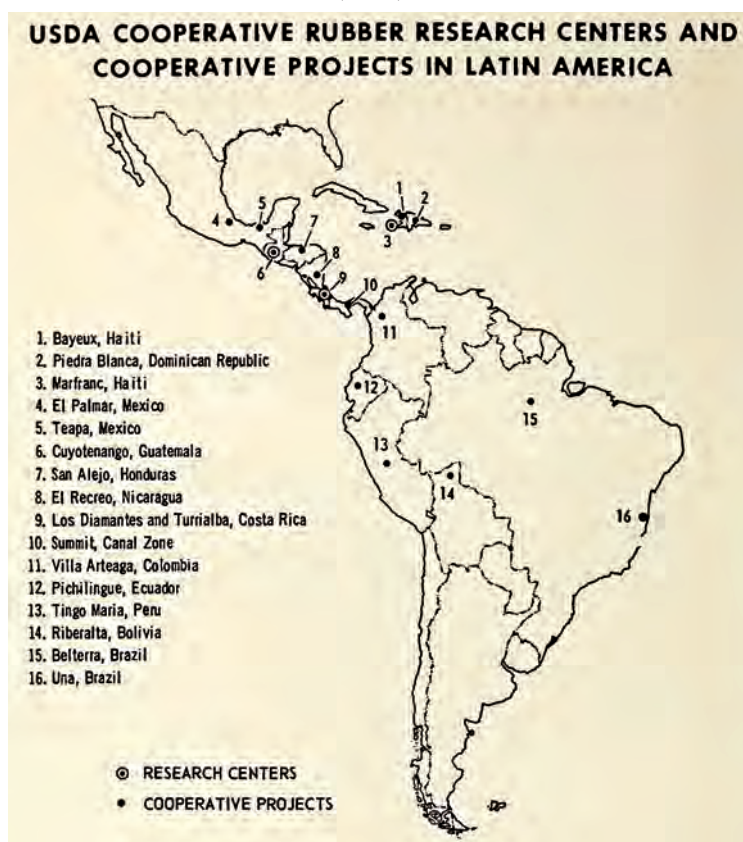 USDA COOPERATIVE RUBBER RESEARCH CENTERS AND
COOPERATIVE PROJECTS IN LATIN AMERICA
1
2
3
4
5
6
7
8
9
10
11
12
13
14
15
16
1. Bayeux, Haiti
2. Piedra Blanca, Dominican Republic
3. Marfranc, Haiti
4. El Palmar, Mexico
5. Teapa, Mexico
6. Cuyotenango, Guatemala
7. San Alejo, Honduras
8. El Recreo, Nicaragua
9. Los Diamantes and Turrialba, Costa Rica
10. Summit, Canal Zone
11. Villa Arteaga, Colombia
12. Pichilingue, Ecuador
13. Tingo Maria, Peru
14. Riberalta, Bolivia
15. Belterra, Brazil
16. Una, Brazil
RESEARCH CENTERS
COOPERATIVE PROJECTS